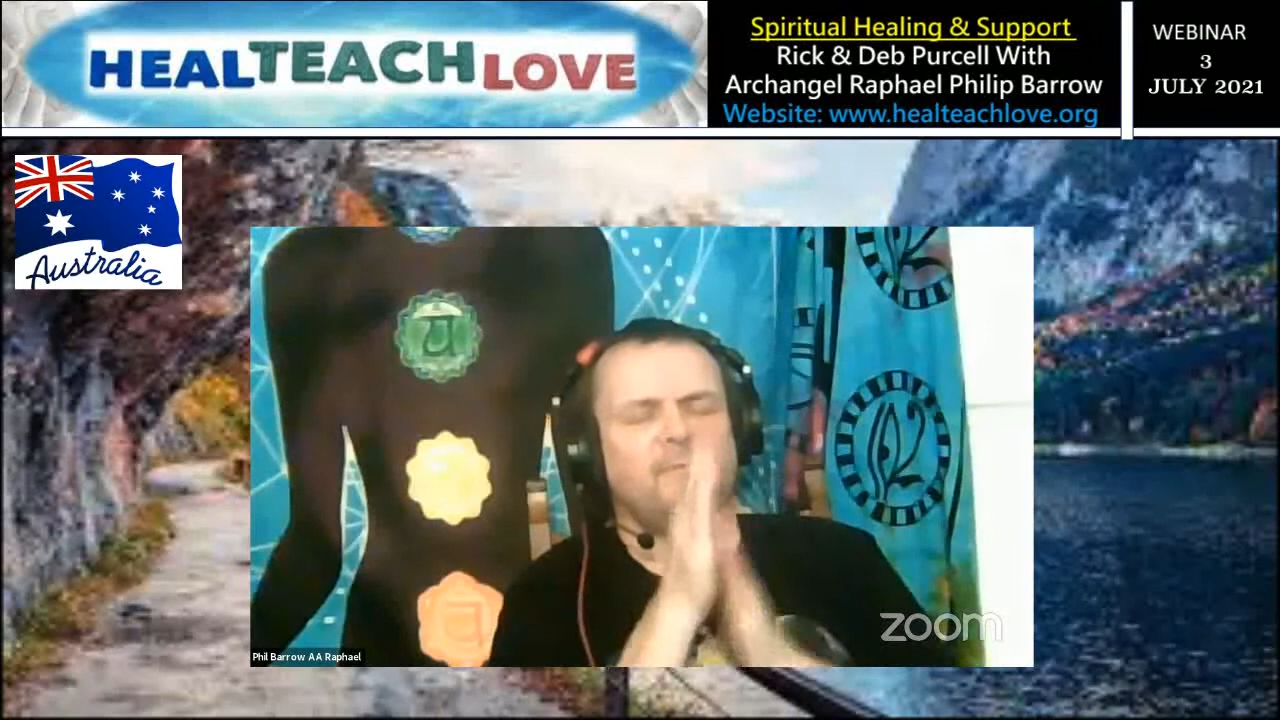 HEALTEACHLOVE
Spiritual Healing & Support
Rick & Deb Purcell With
Archangel Raphael Philip Barrow
Website: www.healteachlove.org
WEBINAR
3
JULY 2021
Australia
यं
वं
zoom
Phil Barrow AA Raphael